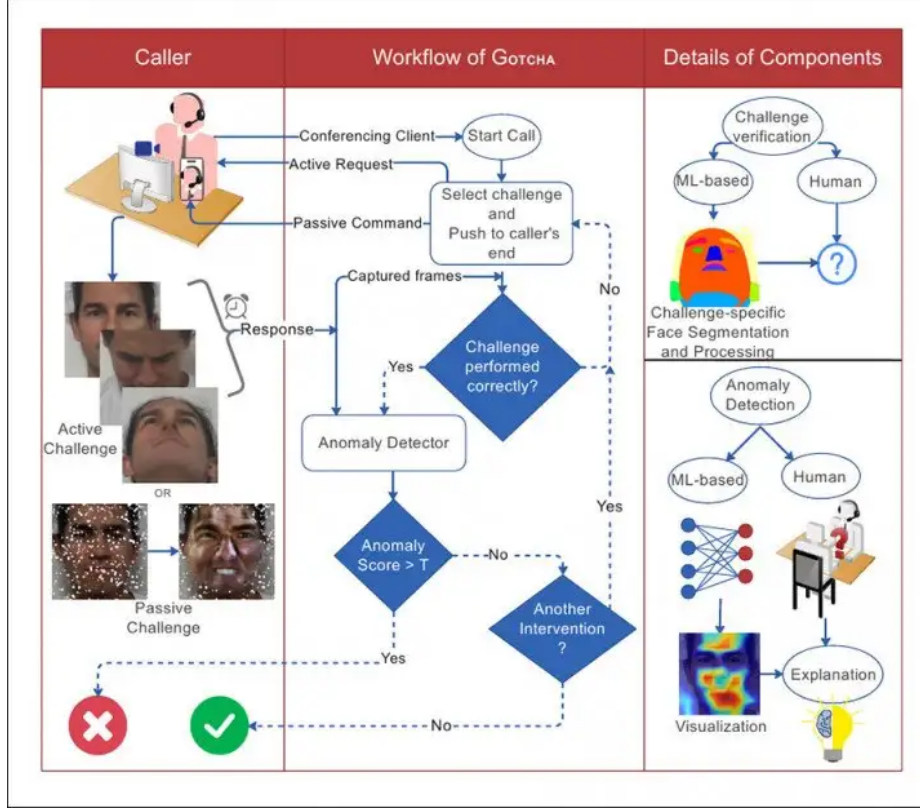 Caller
Workflow of GOTCHA
Details of Components
Conferencing Client
Start Call
Active Request
Select challenge
and
Push to caller's
end
Passive Command
Captured frames
No
Response
Challenge
performed
correctly?
Yes
Active
Challenge
Anomaly Detector
OR
Yes
Anomaly
Score > T
No
Another
Intervention
?
Passive
Challenge
Yes
No
Challenge
verification
ML-based
Human
?
Challenge-specific
Face Segmentation
and Processing
Anomaly
Detection
ML-based
Human
?
Explanation
Visualization